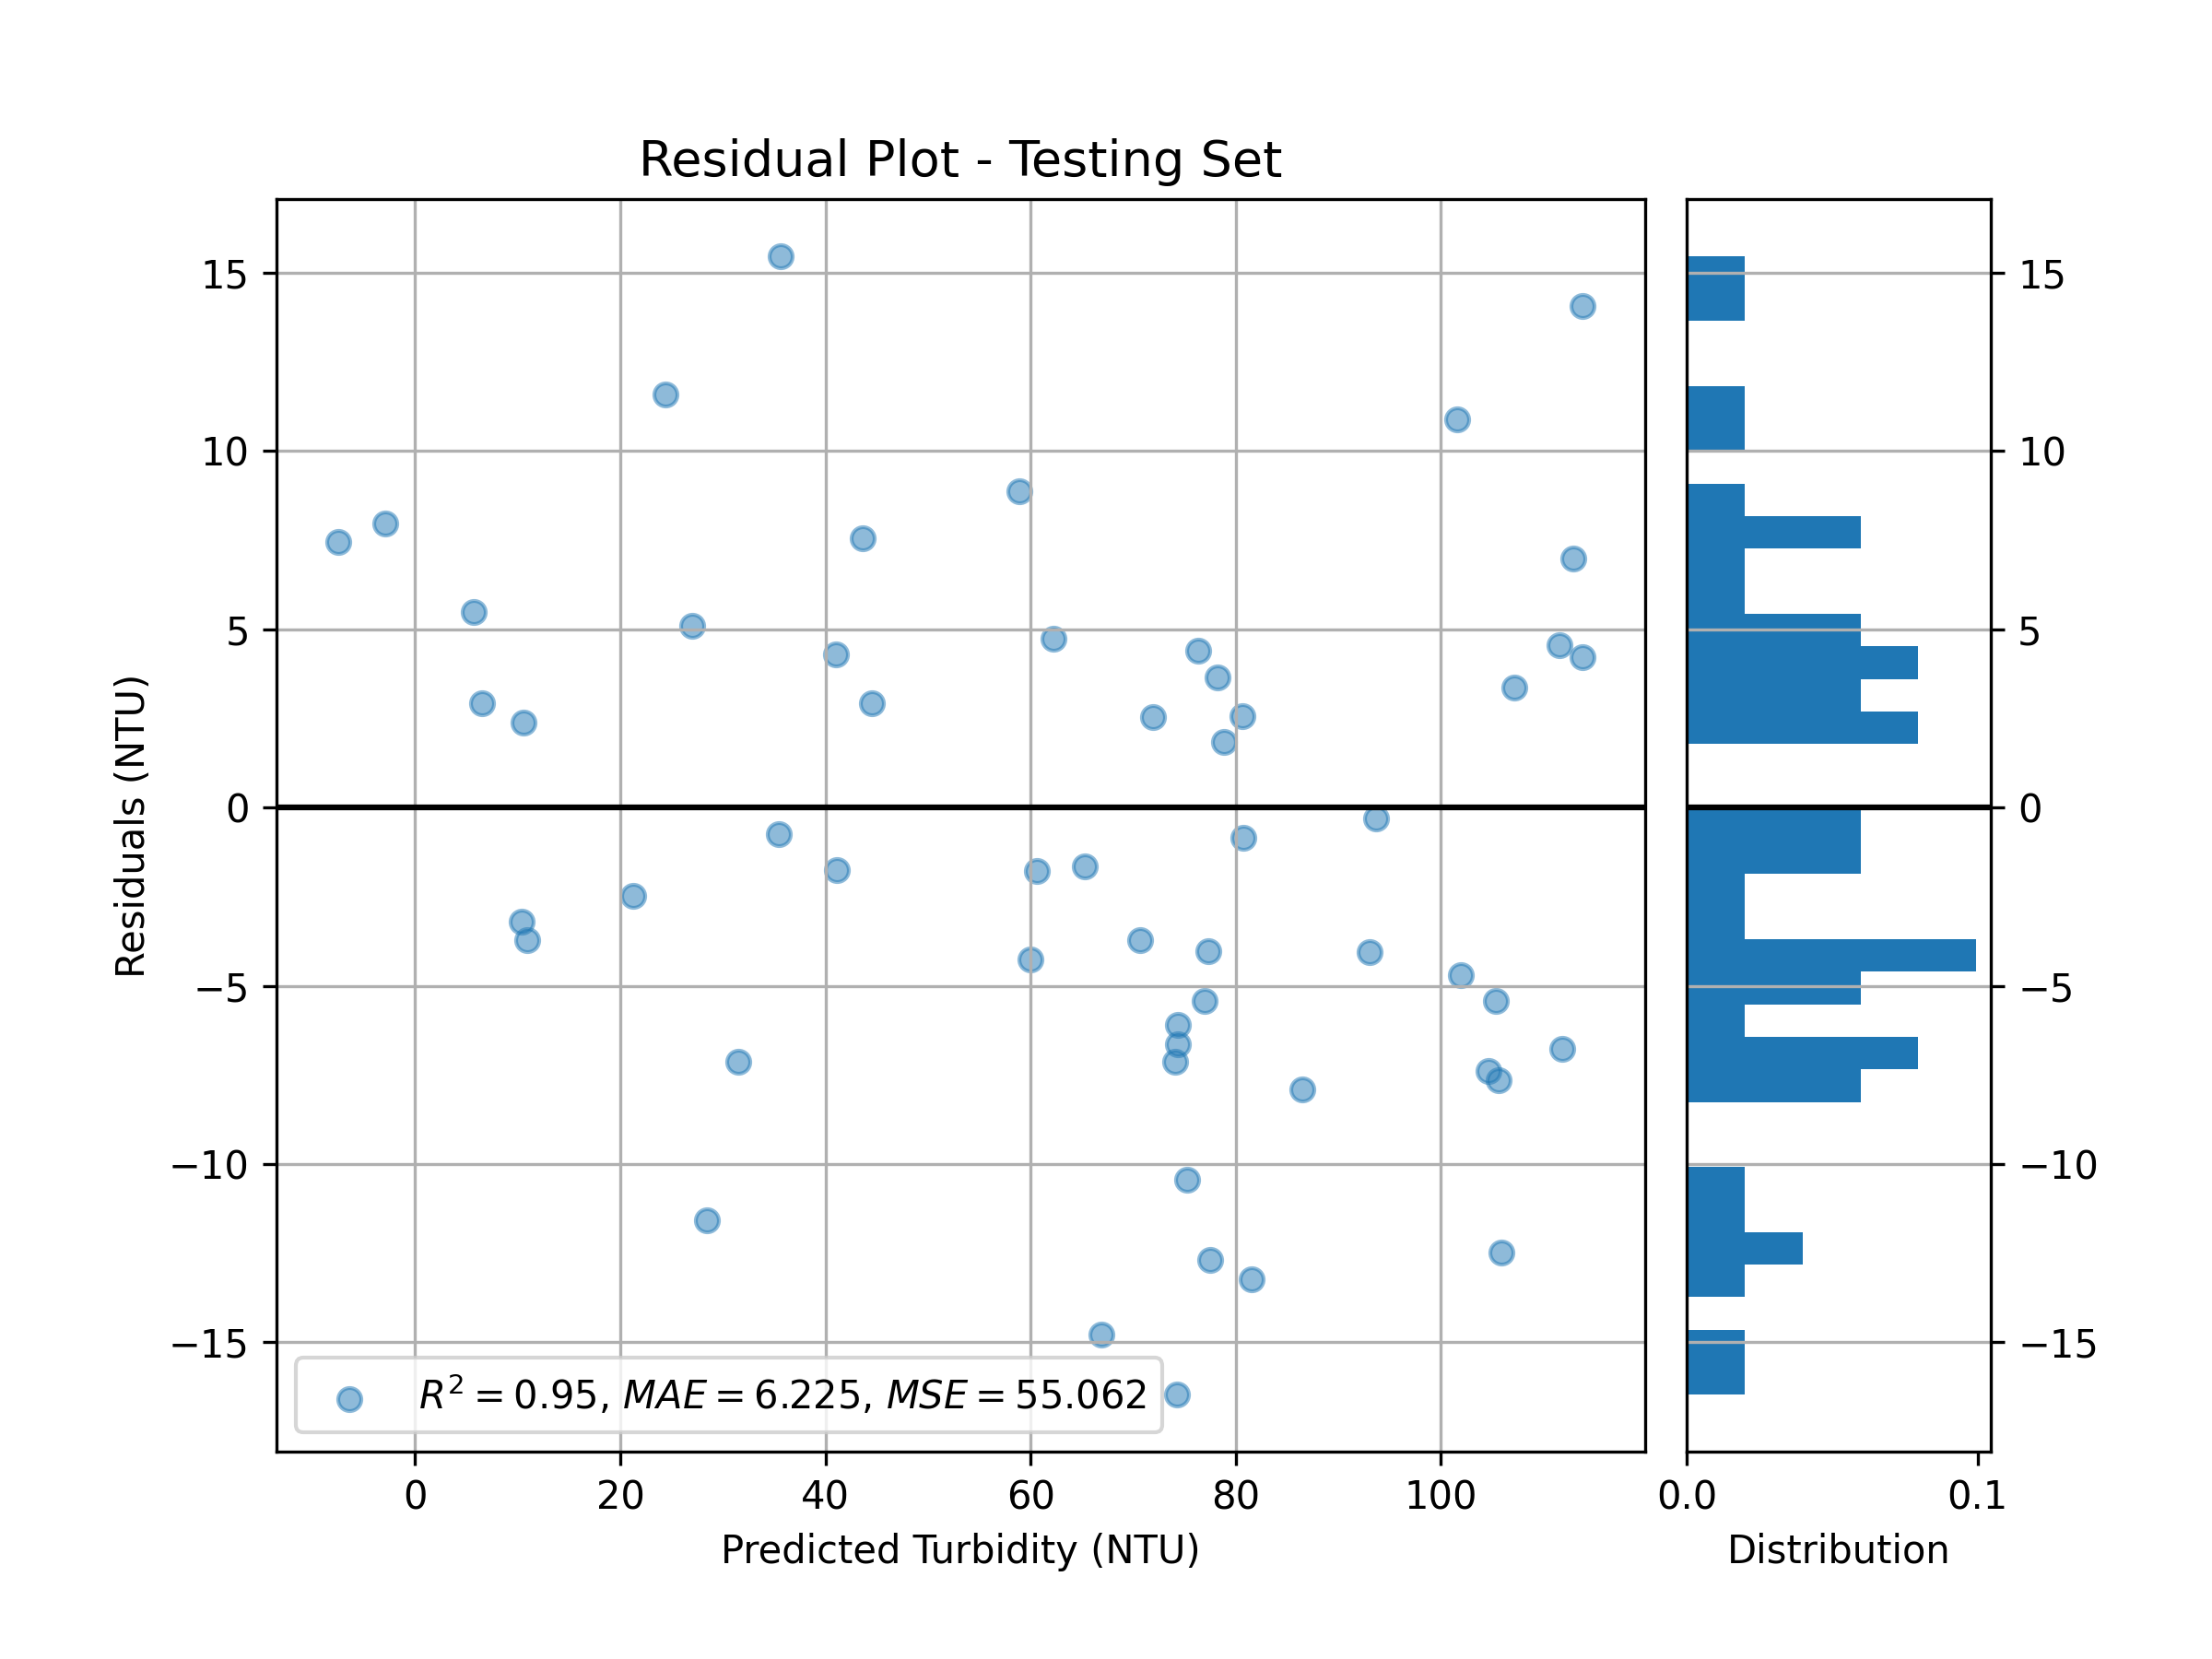 Residual Plot - Testing Set
15
10
5
0
−5
−10
−15
Residuals (NTU)
R² = 0.95, MAE = 6.225, MSE = 55.062
0 20 40 60 80 100
Predicted Turbidity (NTU)
15
10
5
0
−5
−10
−15
0.0 0.1
Distribution